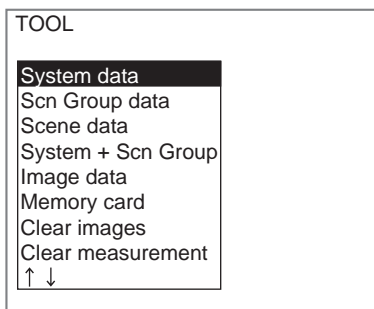 TOOL
System data
Scn Group data
Scene data
System + Scn Group
Image data
Memory card
Clear images
Clear measurement
↑ ↓